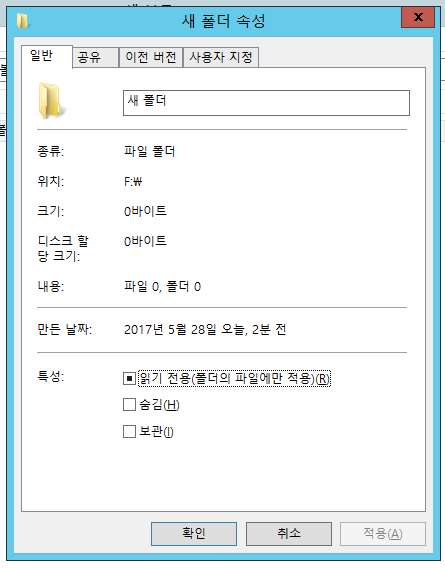 새 폴더 속성
일반
공유
이전 버전
사용자 지정
새 폴더
종류: 파일 폴더
위치: F:₩
크기: 0바이트
디스크 할
당 크기: 0바이트
내용: 파일 0, 폴더 0
만든 날짜: 2017년 5월 28일 오늘, 2분 전
특성: 읽기 전용(폴더의 파일에만 적용)(R)
숨김(H)
보관(I)
확인
취소
적용(A)